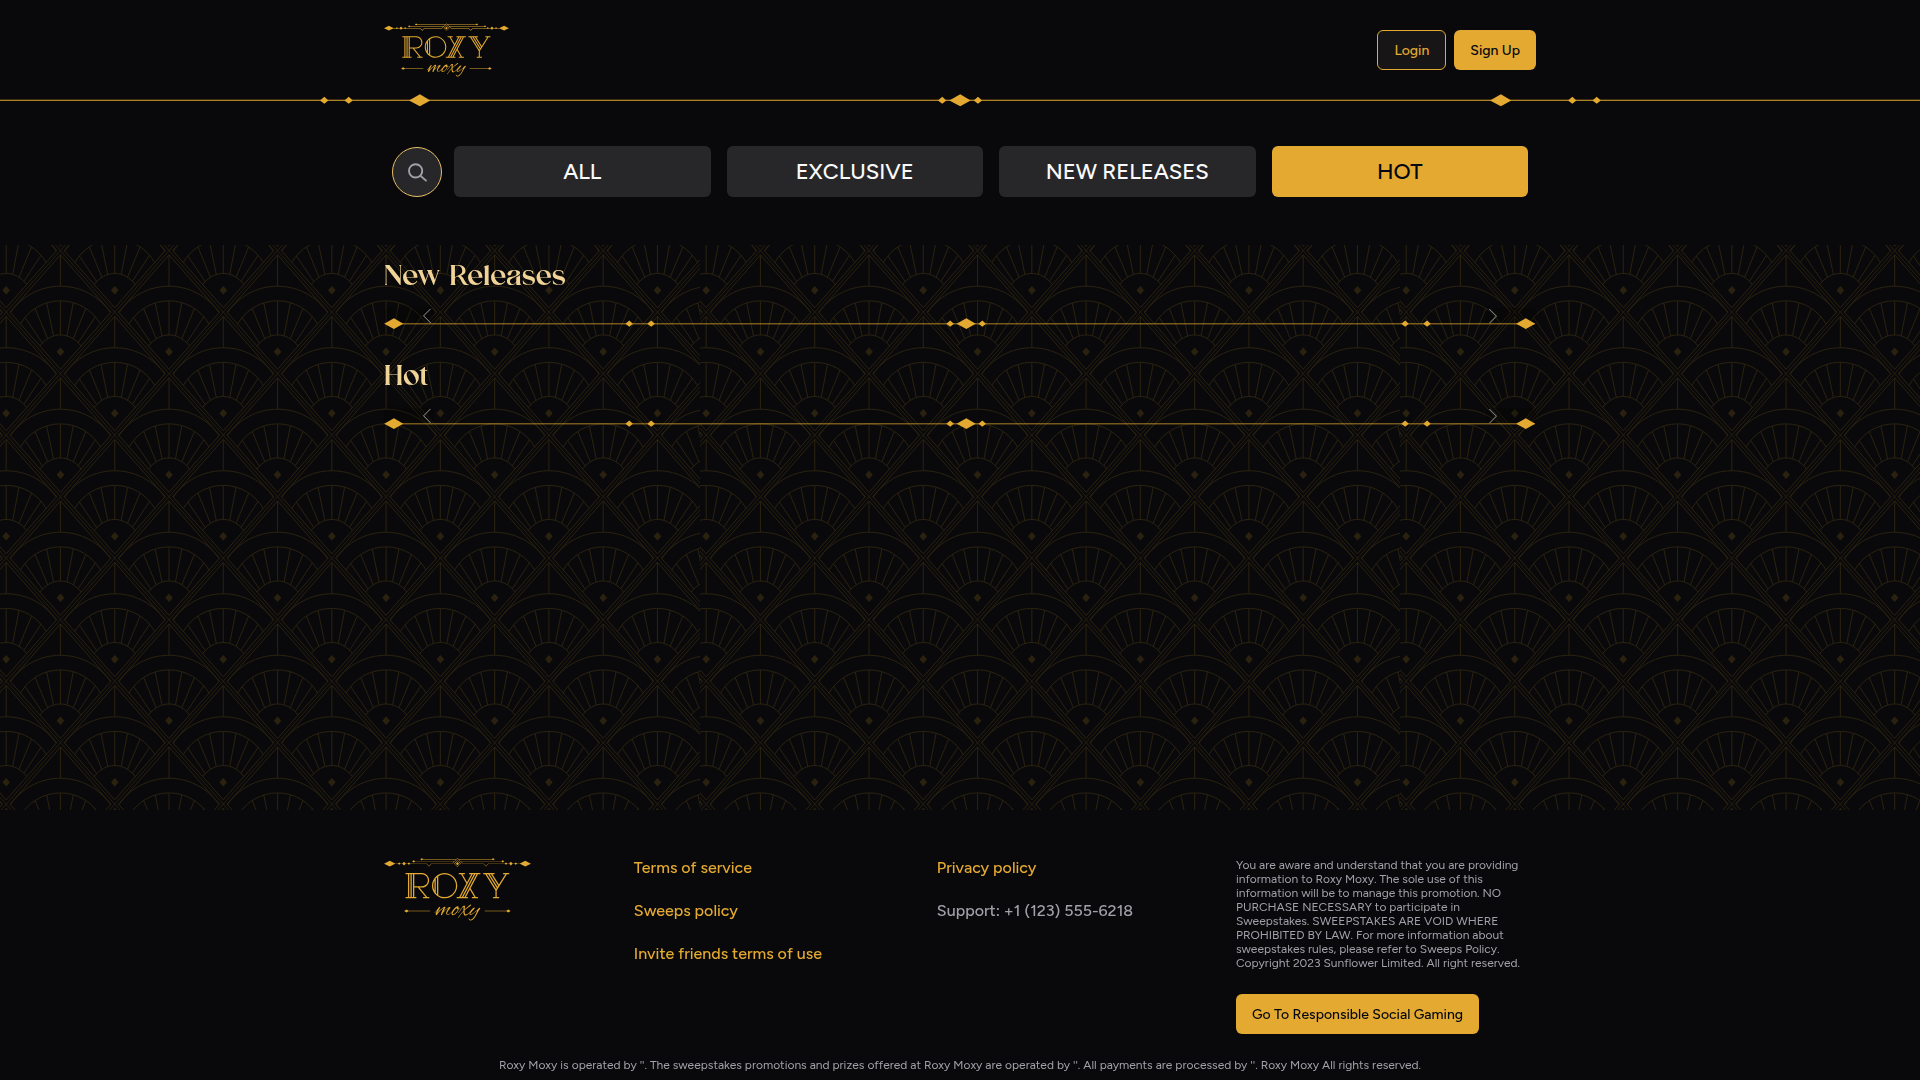 ROXY
moxy
Login
Sign Up
ALL
EXCLUSIVE
NEW RELEASES
HOT
New Releases
Hot
ROXY
moxy
Terms of service
Sweeps policy
Invite friends terms of use
Privacy policy
Support: +1 (123) 555-6218
You are aware and understand that you are providing
information to Roxy Moxy. The sole use of this
information will be to manage this promotion. NO
PURCHASE NECESSARY to participate in
Sweepstakes. SWEEPSTAKES ARE VOID WHERE
PROHIBITED BY LAW. For more information about
sweepstakes rules, please refer to Sweeps Policy.
Copyright 2023 Sunflower Limited. All right reserved.
Go To Responsible Social Gaming
Roxy Moxy is operated by ''. The sweepstakes promotions and prizes offered at Roxy Moxy are operated by ''. All payments are processed by ''. Roxy Moxy All rights reserved.